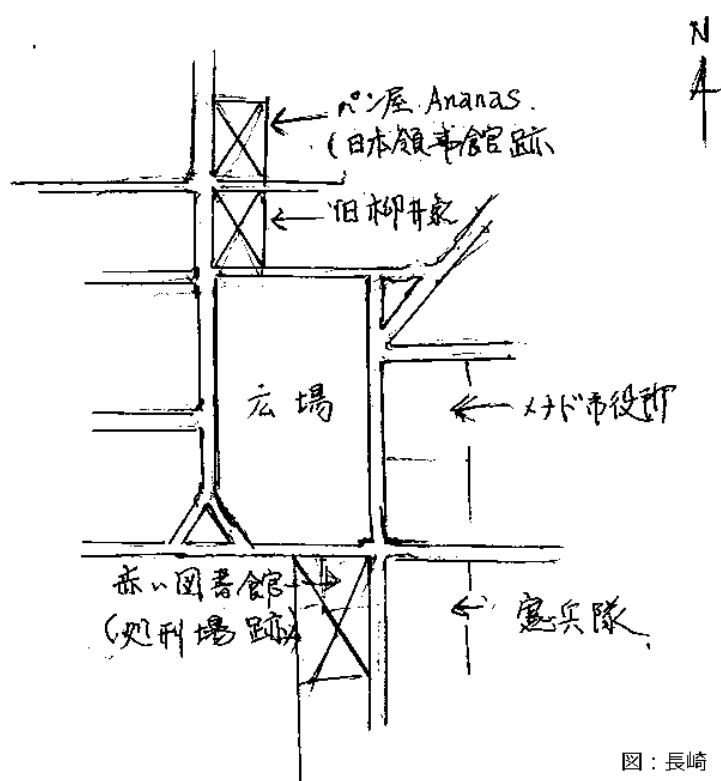 N
パン屋 Ananas.
(日本領事館跡
旧柳井家
広場
メナド市役所
赤い図書館
(処刑場跡)
憲兵隊
図：長崎